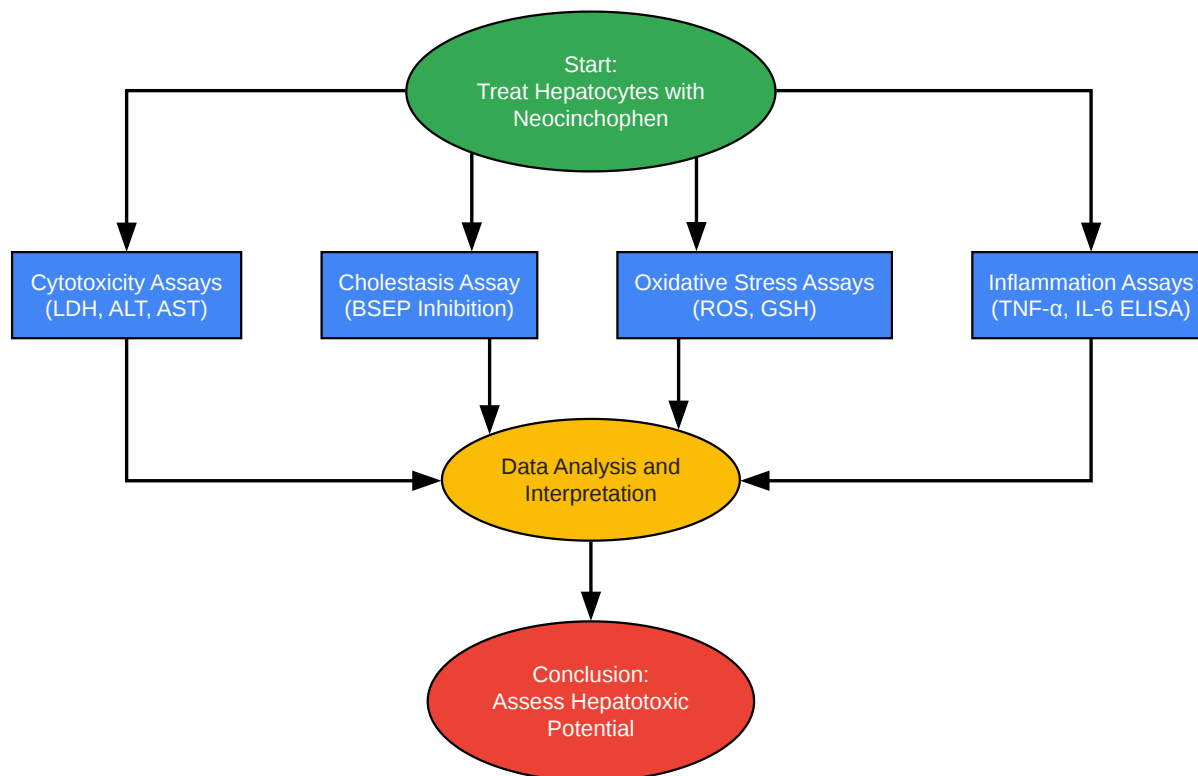 Start:
Treat Hepatocytes with
Neocinchophen
Cytotoxicity Assays
(LDH, ALT, AST)
Cholestasis Assay
(BSEP Inhibition)
Oxidative Stress Assays
(ROS, GSH)
Inflammation Assays
(TNF-α, IL-6 ELISA)
Data Analysis and
Interpretation
Conclusion:
Assess Hepatotoxic
Potential